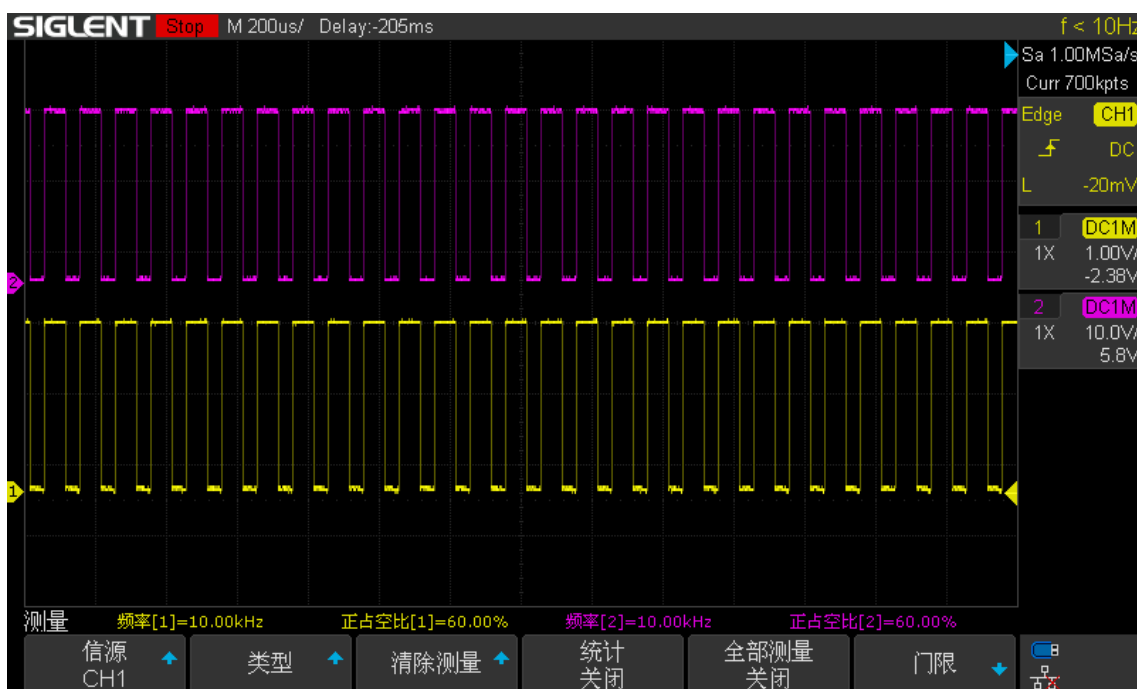 SIGLENT Stop M 200us/ Delay:-205ms f < 10Hz
Sa 1.00MSa/s
Curr 700kpts
Edge CH1
DC
L -20mV
1 DC1M
1X 1.00V/
-2.38V
2 DC1M
1X 10.0V/
5.8V
2
1
测量 频率[1]=10.00kHz 正占空比[1]=60.00% 频率[2]=10.00kHz 正占空比[2]=60.00%
信源 CH1
类型
清除测量
统计 关闭
全部测量 关闭
门限